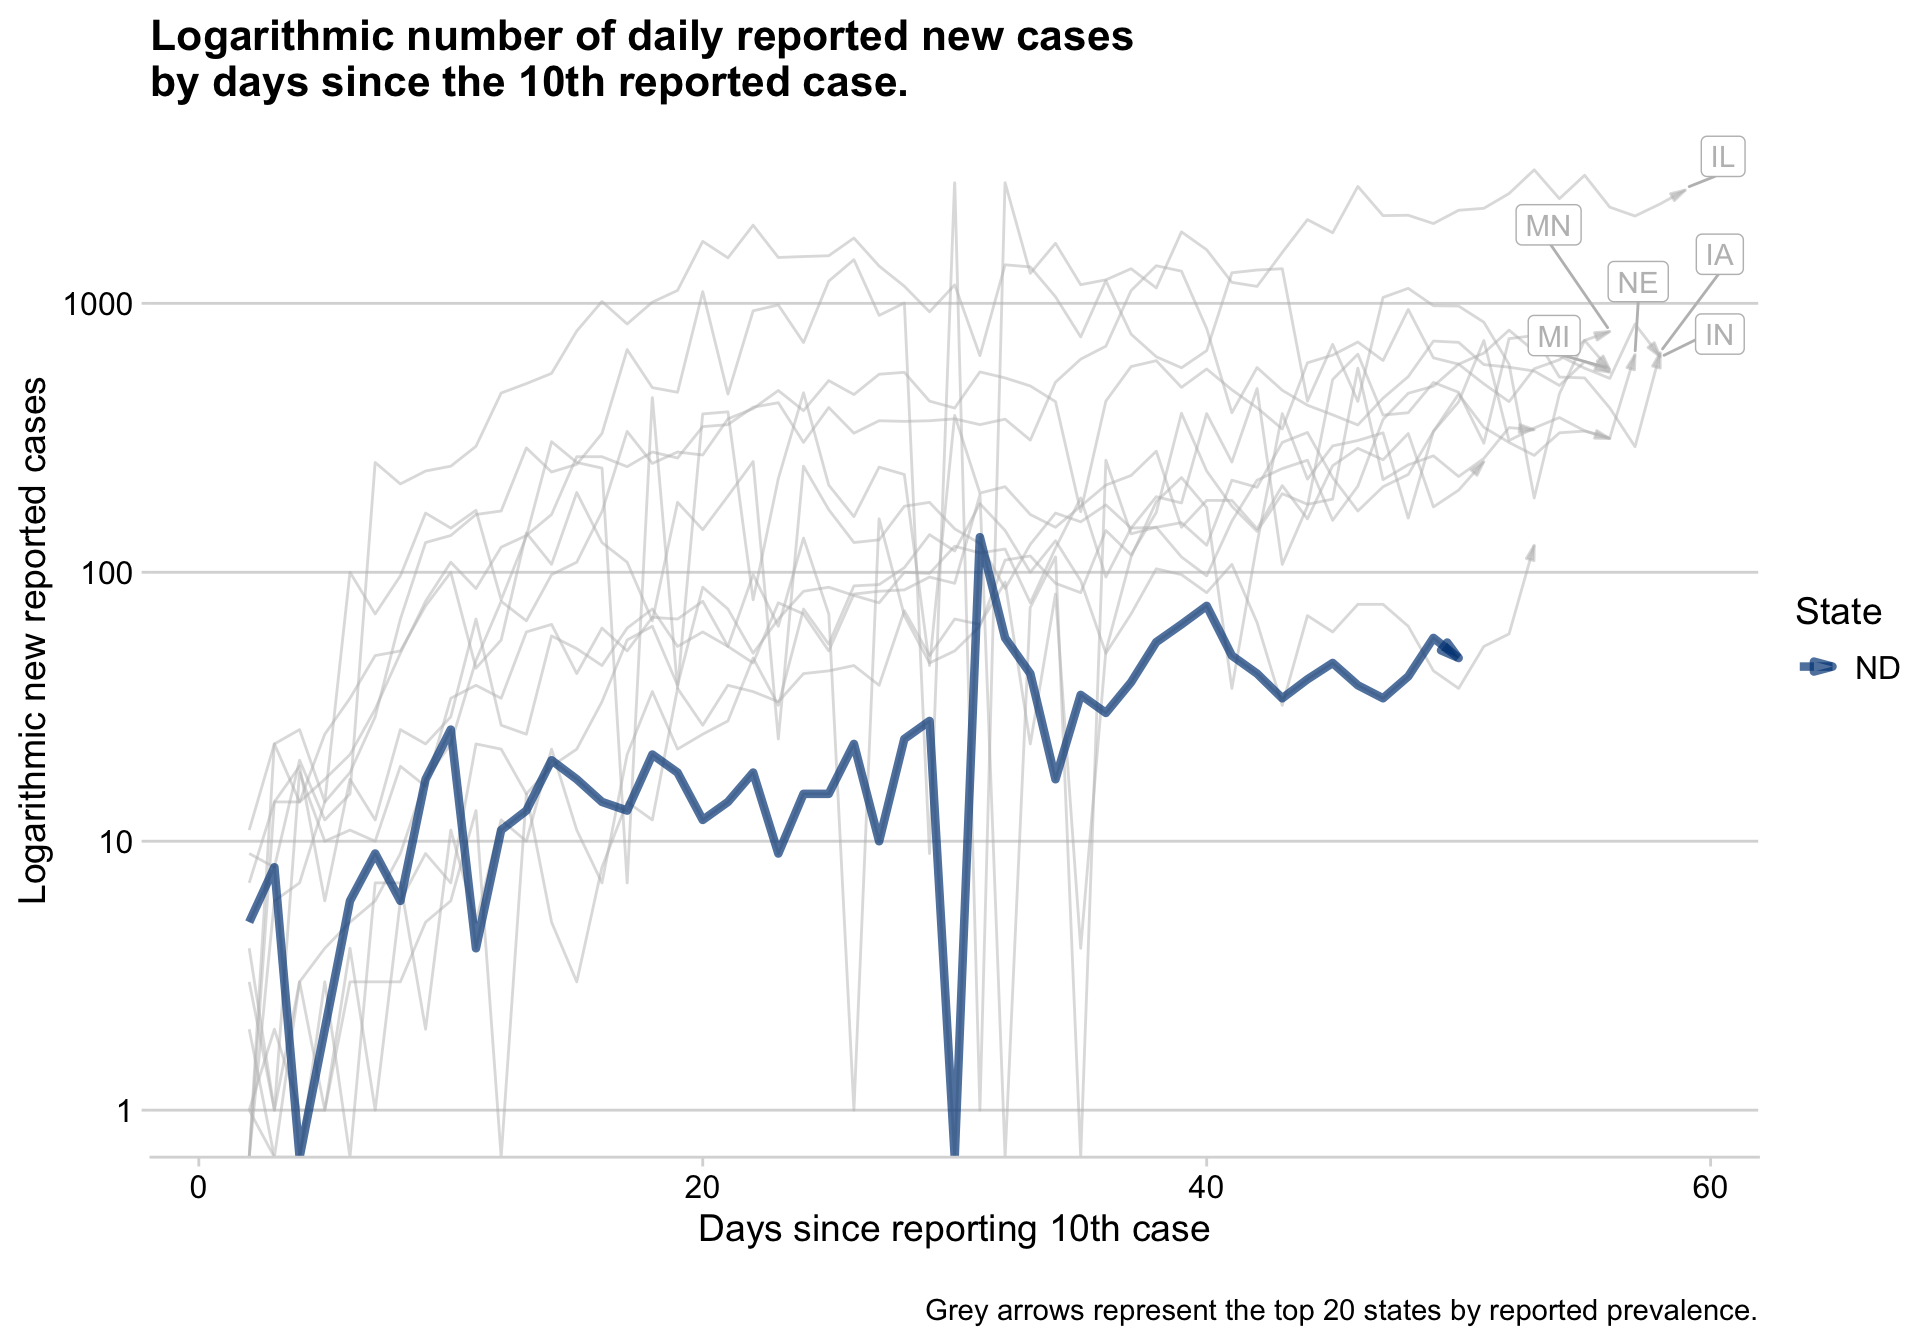 Logarithmic number of daily reported new cases
by days since the 10th reported case.
IL
MN
IA
NE
MI
IN
1000
100
10
1
Logarithmic new reported cases
State
ND
0
20
40
60
Days since reporting 10th case
Grey arrows represent the top 20 states by reported prevalence.